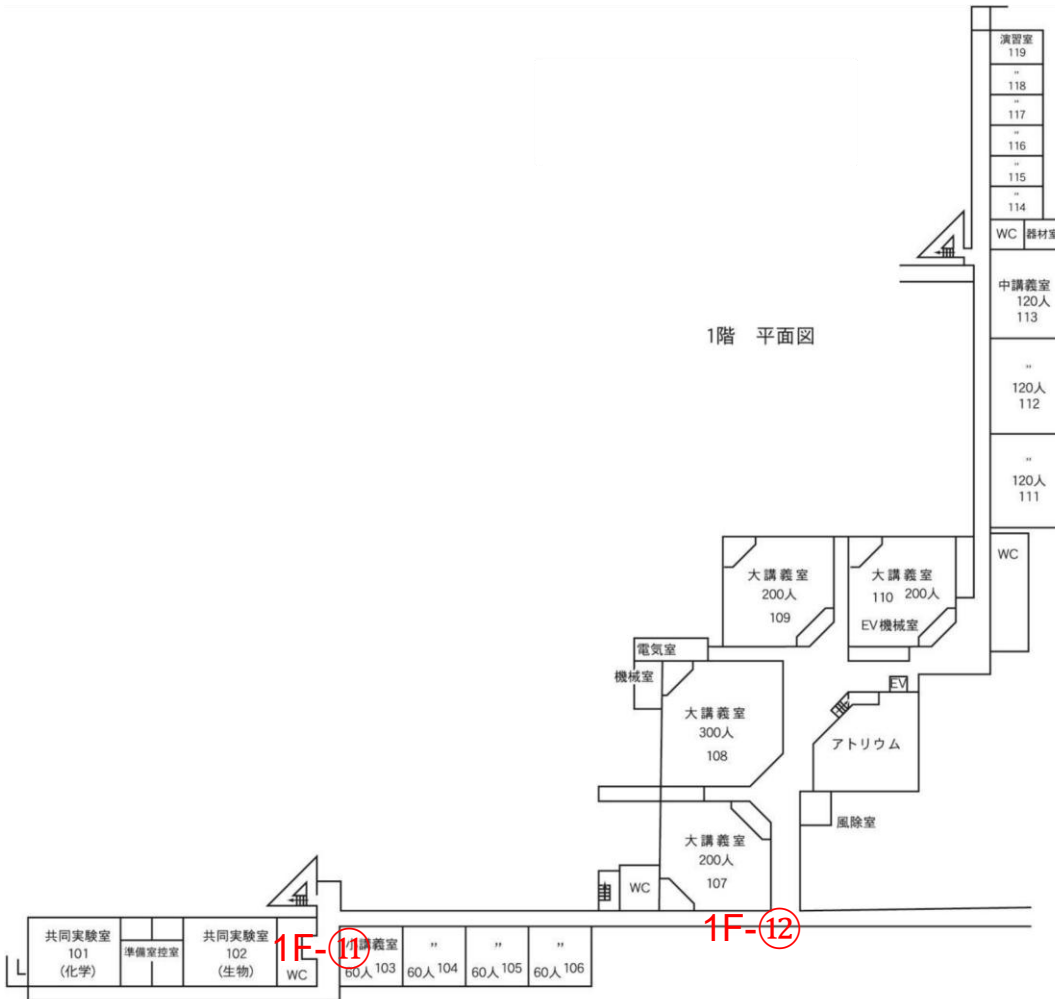 演習室
119
〃
118
〃
117
〃
116
〃
115
〃
114
WC
器材室
中講義室
120人
113
1階 平面図
〃
120人
112
〃
120人
111
WC
大講義室
200人
109
大講義室
110 200人
EV機械室
電気室
機械室
EV
大講義室
300人
108
アトリウム
風除室
大講義室
200人
107
WC
1F-⑫
共同実験室
101
(化学)
準備室控室
共同実験室
102
(生物)
WC
1F-⑪
小講義室
60人 103
〃
60人 104
〃
60人 105
〃
60人 106